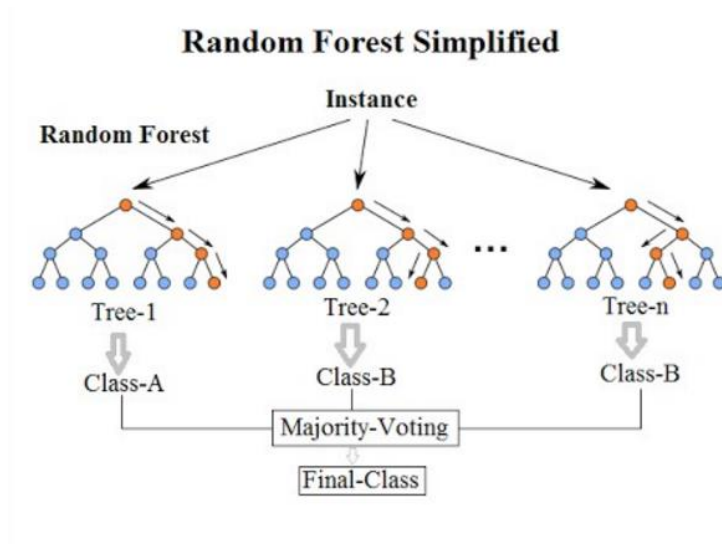 Random Forest Simplified
Instance
Random Forest
...
Tree-1
Tree-2
Tree-n
Class-A
Class-B
Class-B
Majority-Voting
Final-Class